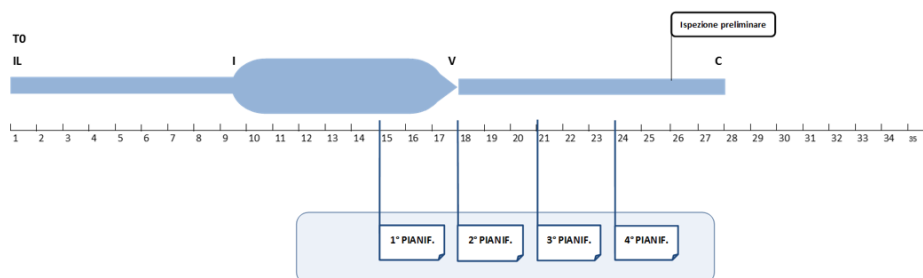 Ispezione preliminare
T0
IL I V C
1 2 3 4 5 6 7 8 9 10 11 12 13 14 15 16 17 18 19 20 21 22 23 24 25 26 27 28 29 30 31 32 33 34 35
1° PIANIF. 2° PIANIF. 3° PIANIF. 4° PIANIF.